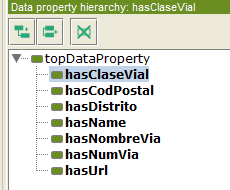 Data property hierarchy: hasClaseVial
topDataProperty
hasClaseVial
hasCodPostal
hasDistrito
hasName
hasNombreVia
hasNumVia
hasUrl